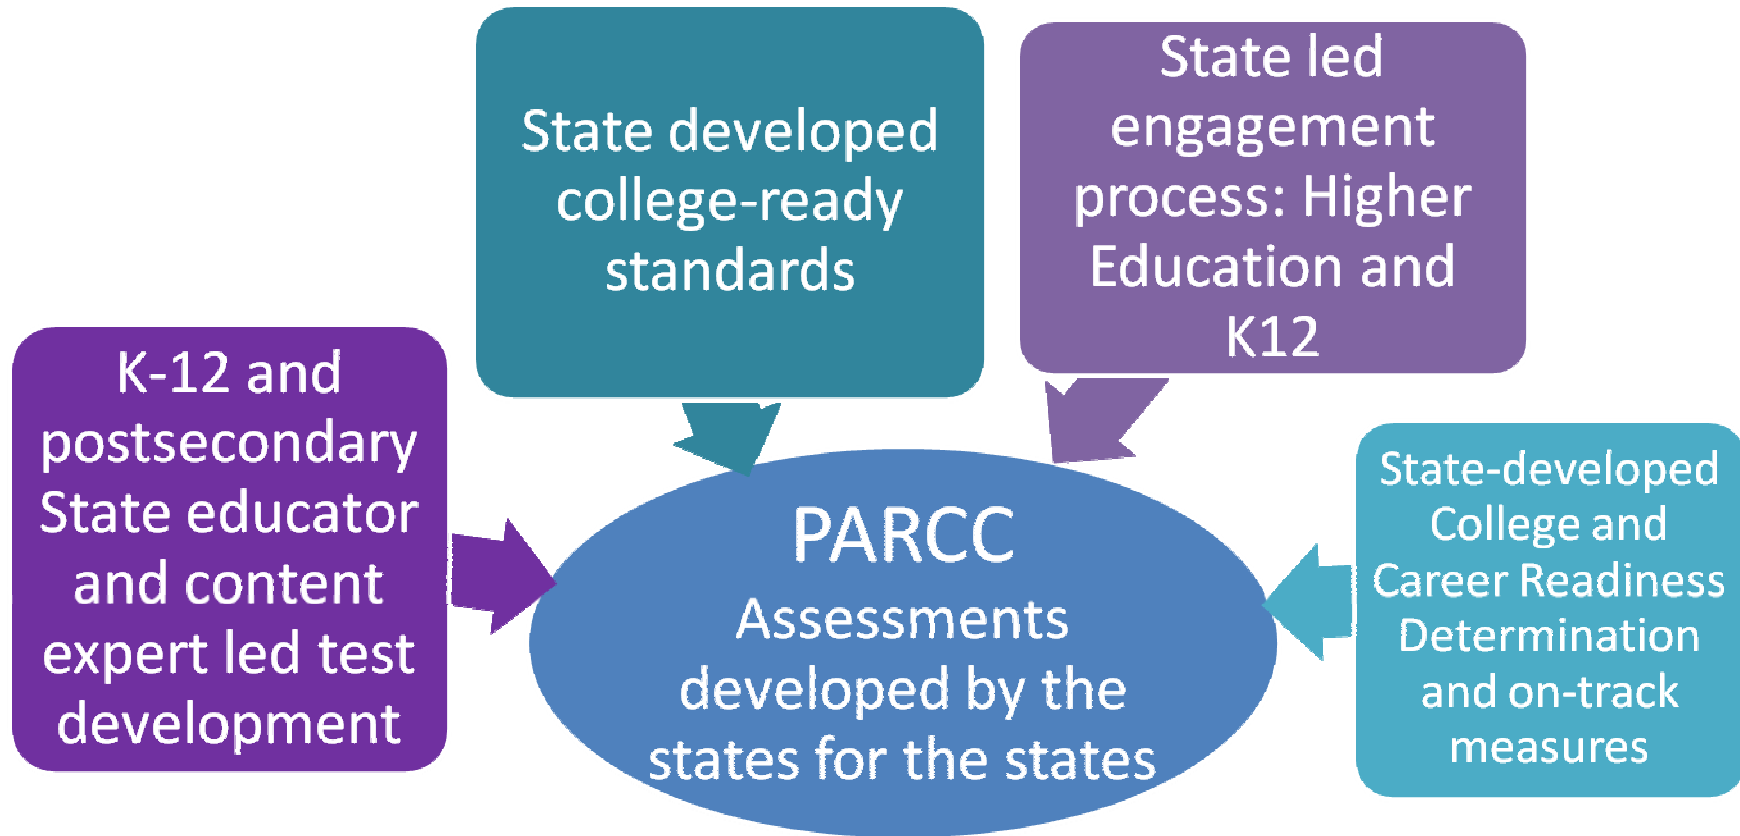 State developed
college-ready
standards
State led
engagement
process: Higher
Education and
K12
K-12 and
postsecondary
State educator
and content
expert led test
development
PARCC
Assessments
developed by the
states for the states
State-developed
College and
Career Readiness
Determination
and on-track
measures